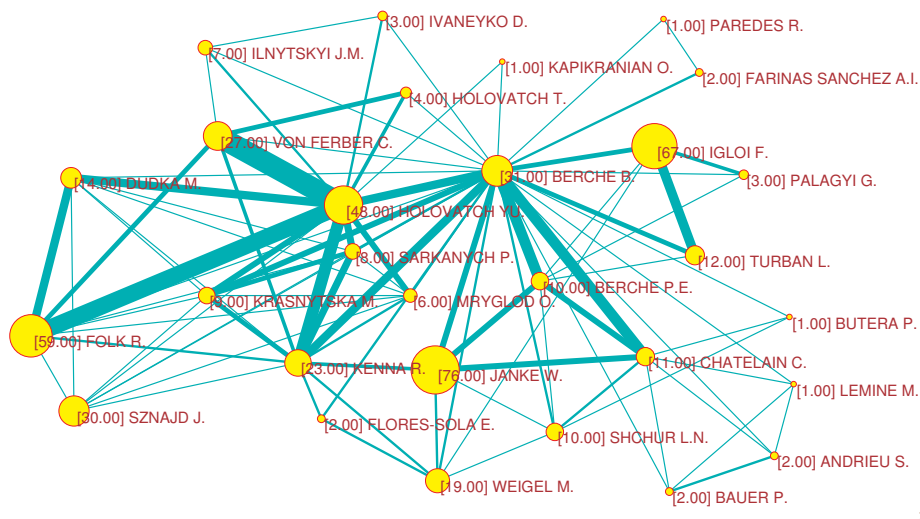 [3.00] IVANEYKO D.
[1.00] PAREDES R.
[7.00] ILNYTSKYI J.M.
[1.00] KAPIKRANIAN O.
[2.00] FARINAS SANCHEZ A.I.
[4.00] HOLOVATCH T.
[27.00] VON FERBER C.
[67.00] IGLOI F.
[31.00] BERCHE B.
[3.00] PALAGYI G.
[14.00] DUDKA M.
[48.00] HOLOVATCH YU.
[8.00] SARKANYCH P.
[12.00] TURBAN L.
[10.00] BERCHE P.E.
[9.00] KRASNYTSKA M.
[6.00] MRYGLOD O.
[1.00] BUTERA P.
[59.00] FOLK R.
[11.00] CHATELAIN C.
[23.00] KENNA R.
[76.00] JANKE W.
[1.00] LEMINE M.
[30.00] SZNAJD J.
[2.00] FLORES-SOLA E.
[10.00] SHCHUR L.N.
[2.00] ANDRIEU S.
[19.00] WEIGEL M.
[2.00] BAUER P.